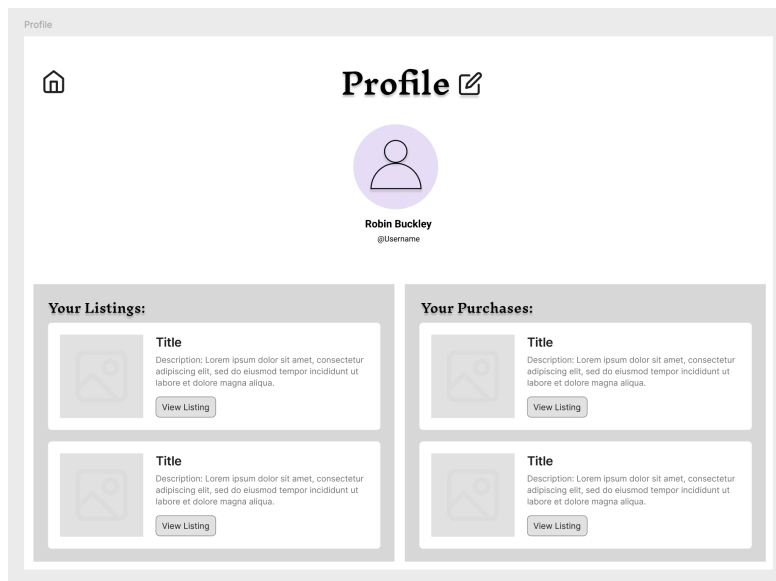 Profile
Profile
Robin Buckley
@Username
Your Listings:
Title
Description: Lorem ipsum dolor sit amet, consectetur
adipiscing elit, sed do eiusmod tempor incididunt ut
labore et dolore magna aliqua.
View Listing
Title
Description: Lorem ipsum dolor sit amet, consectetur
adipiscing elit, sed do eiusmod tempor incididunt ut
labore et dolore magna aliqua.
View Listing
Your Purchases:
Title
Description: Lorem ipsum dolor sit amet, consectetur
adipiscing elit, sed do eiusmod tempor incididunt ut
labore et dolore magna aliqua.
View Listing
Title
Description: Lorem ipsum dolor sit amet, consectetur
adipiscing elit, sed do eiusmod tempor incididunt ut
labore et dolore magna aliqua.
View Listing